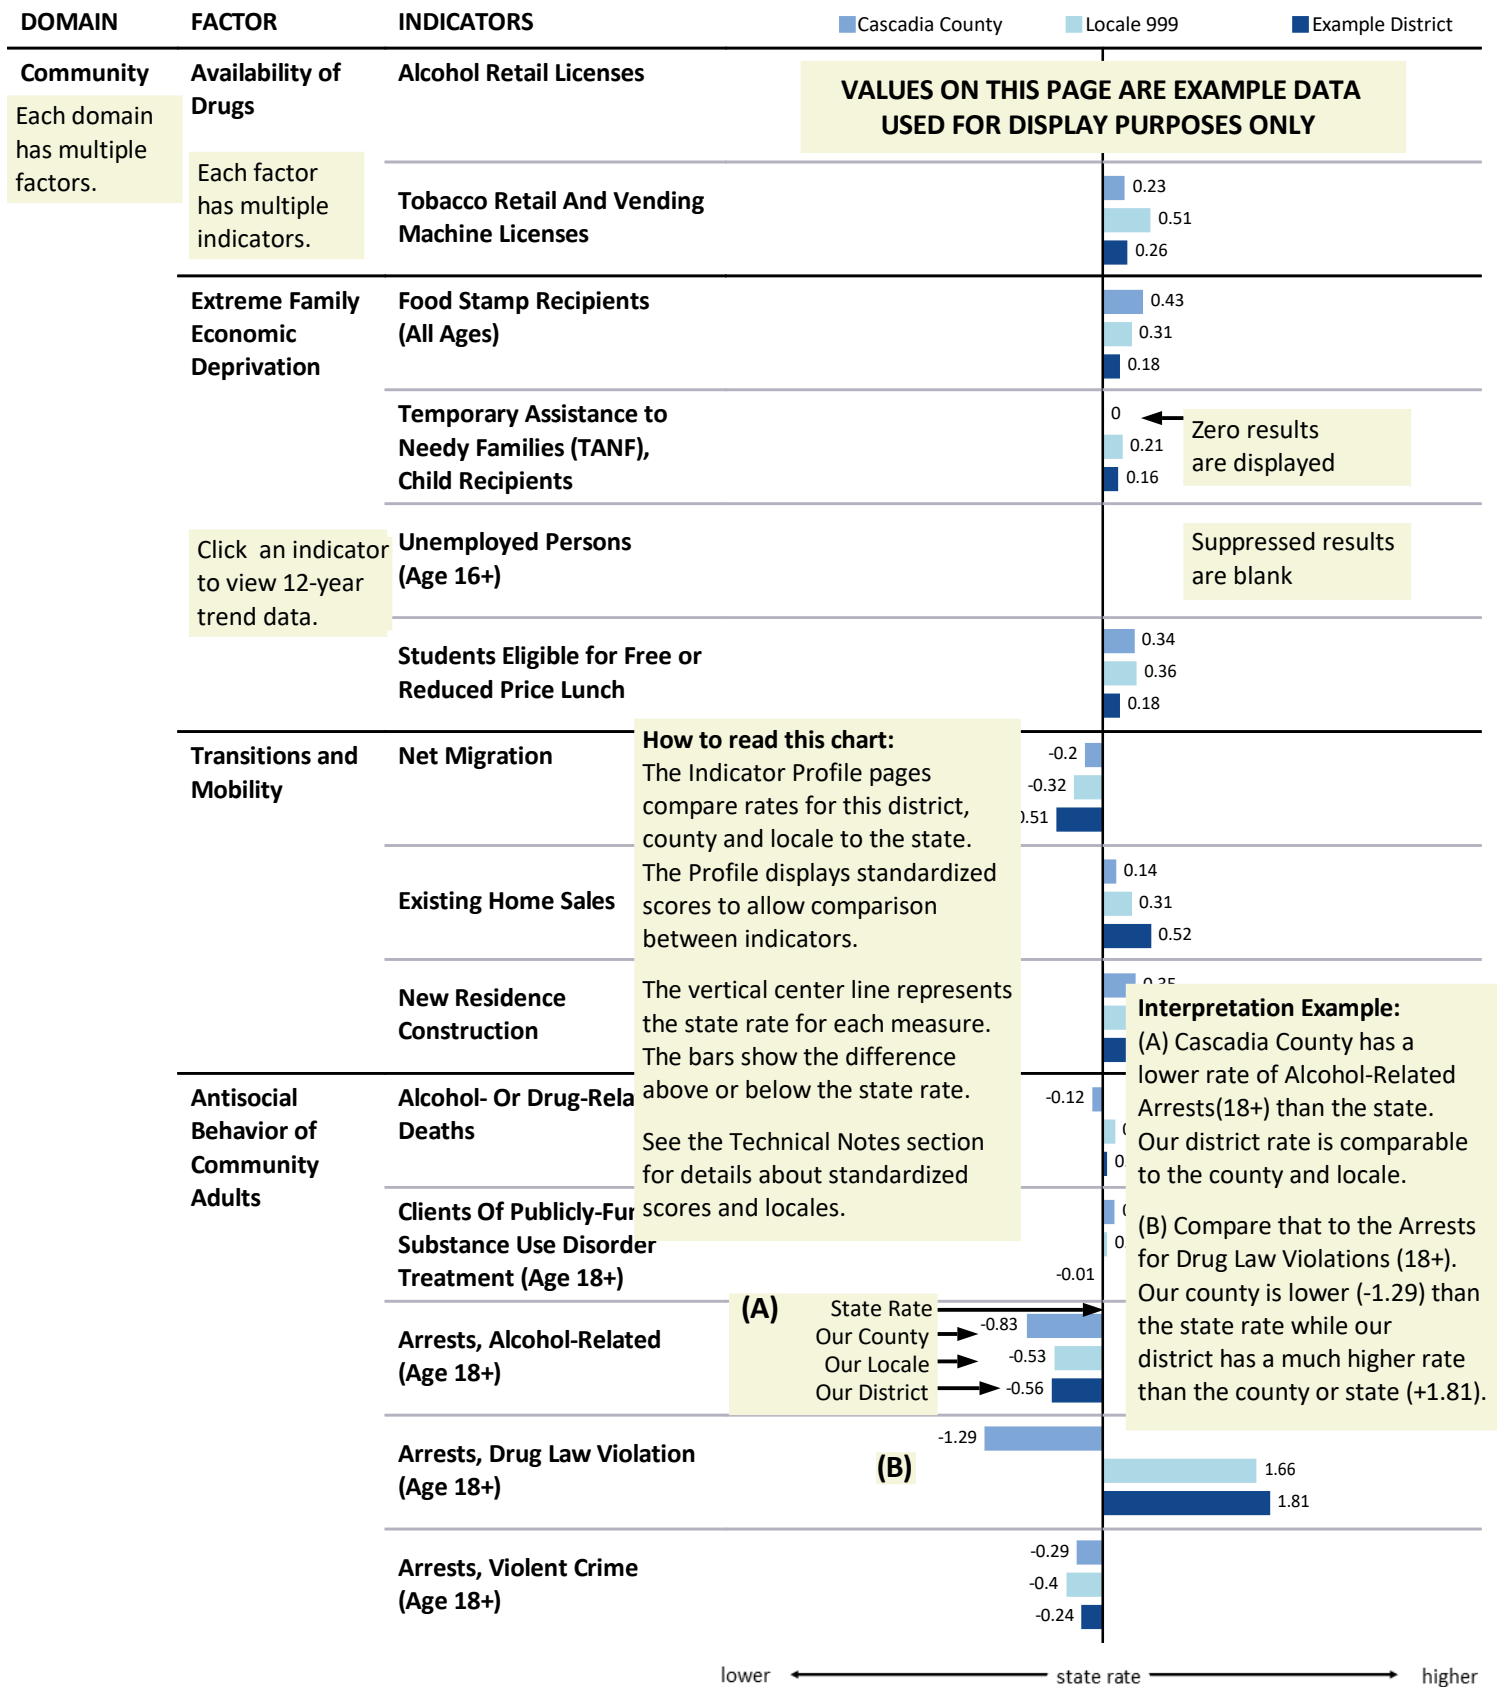 DOMAIN FACTOR INDICATORS Cascadia County Locale 999 Example District
Community
Each domain
has multiple
factors.
Availability of
Drugs
Each factor
has multiple
indicators.
Alcohol Retail Licenses
VALUES ON THIS PAGE ARE EXAMPLE DATA
USED FOR DISPLAY PURPOSES ONLY
Tobacco Retail And Vending
Machine Licenses
0.23
0.51
0.26
Extreme Family
Economic
Deprivation
Food Stamp Recipients
(All Ages)
0.43
0.31
0.18
Temporary Assistance to
Needy Families (TANF),
Child Recipients
0
0.21
0.16
Zero results
are displayed
Click an indicator
to view 12-year
trend data.
Unemployed Persons
(Age 16+)
Suppressed results
are blank
Students Eligible for Free or
Reduced Price Lunch
0.34
0.36
0.18
Transitions and
Mobility
Net Migration
-0.2
-0.32
.51
How to read this chart:
The Indicator Profile pages
compare rates for this district,
county and locale to the state.
The Profile displays standardized
scores to allow comparison
between indicators.
The vertical center line represents
the state rate for each measure.
The bars show the difference
above or below the state rate.
See the Technical Notes section
for details about standardized
scores and locales.
Existing Home Sales
0.14
0.31
0.52
New Residence
Construction
Interpretation Example:
(A) Cascadia County has a
lower rate of Alcohol-Related
Arrests(18+) than the state.
Our district rate is comparable
to the county and locale.
(B) Compare that to the Arrests
for Drug Law Violations (18+).
Our county is lower (-1.29) than
the state rate while our
district has a much higher rate
than the county or state (+1.81).
Antisocial
Behavior of
Community
Adults
Alcohol- Or Drug-Rela
Deaths
-0.12
0.
Clients Of Publicly-Fu
Substance Use Disorder
Treatment (Age 18+)
0.
-0.01
Arrests, Alcohol-Related
(Age 18+)
(A)
State Rate
Our County
Our Locale
Our District
-0.83
-0.53
-0.56
Arrests, Drug Law Violation
(Age 18+)
(B)
-1.29
1.66
1.81
Arrests, Violent Crime
(Age 18+)
-0.29
-0.4
-0.24
lower state rate higher